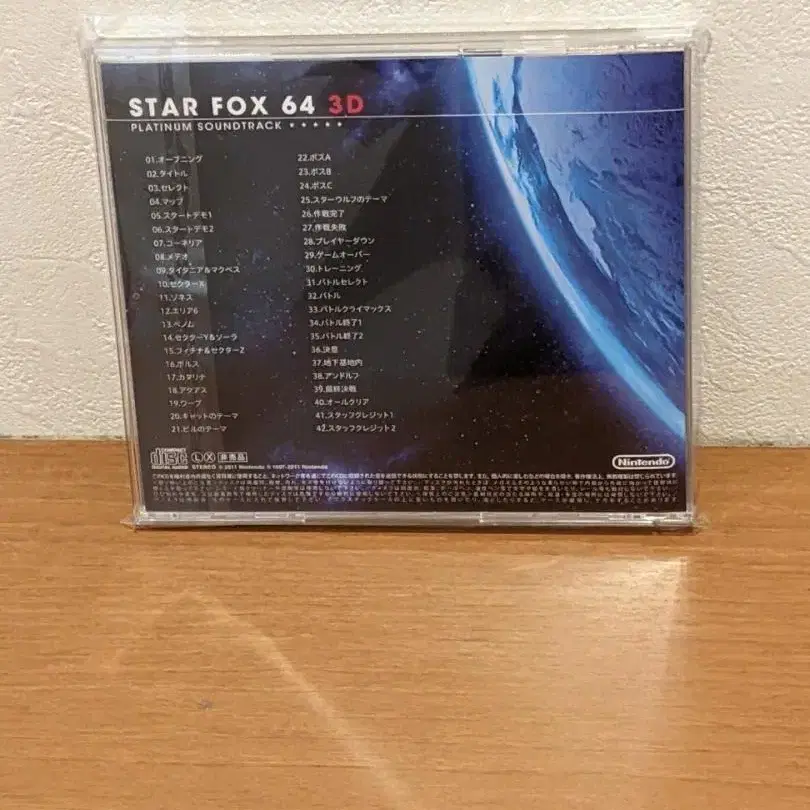 STAR FOX 64 3D
PLATINUM SOUNDTRACK ★★★★★
01.オープニング
02.タイトル
03.セレクト
04.マップ
05.スタートデモ1
06.スタートデモ2
07.コーネリア
08.メテオ
09.タイタニア&マクベス
10.セクターX
11.ゾネス
12.エリア6
13.ベノム
14.セクターY&ソーラ
15.フィチナ&セクターZ
16.ボルス
17.カタリナ
18.アクアス
19.ワープ
20.キャットのテーマ
21.ビルのテーマ
22.ボスA
23.ボスB
24.ボスC
25.スターウルフのテーマ
26.作戦完了
27.作戦失敗
28.プレイヤーダウン
29.ゲームオーバー
30.トレーニング
31.バトルセレクト
32.バトル
33.バトルクライマックス
34.バトル終了1
35.バトル終了2
36.決意
37.地下基地内
38.アンドルフ
39.最終決戦
40.オールクリア
41.スタッフクレジット1
42.スタッフクレジット2
COMPACT
disc
DIGITAL AUDIO
L X 非売品
STEREO © 2011 Nintendo ℗ 1997-2011 Nintendo
Nintendo